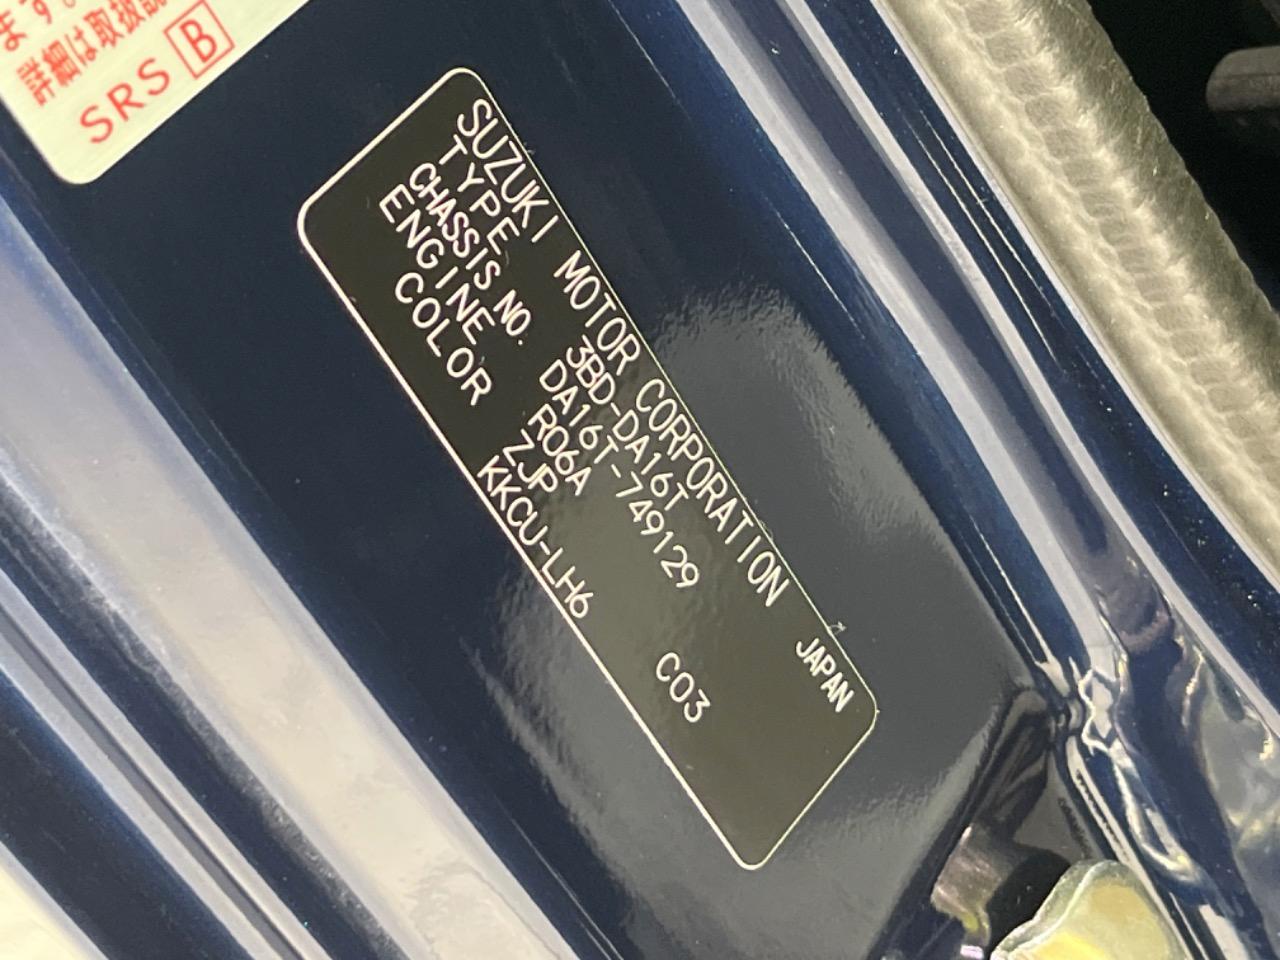 ます。
詳細は取扱説
SRS B
SUZUKI MOTOR CORPORATION JAPAN
TYPE 3BD-DA16T
CHASSIS NO. DA16T-749129
ENGINE R06A
COLOR ZJP
KKCU-LH6 C03